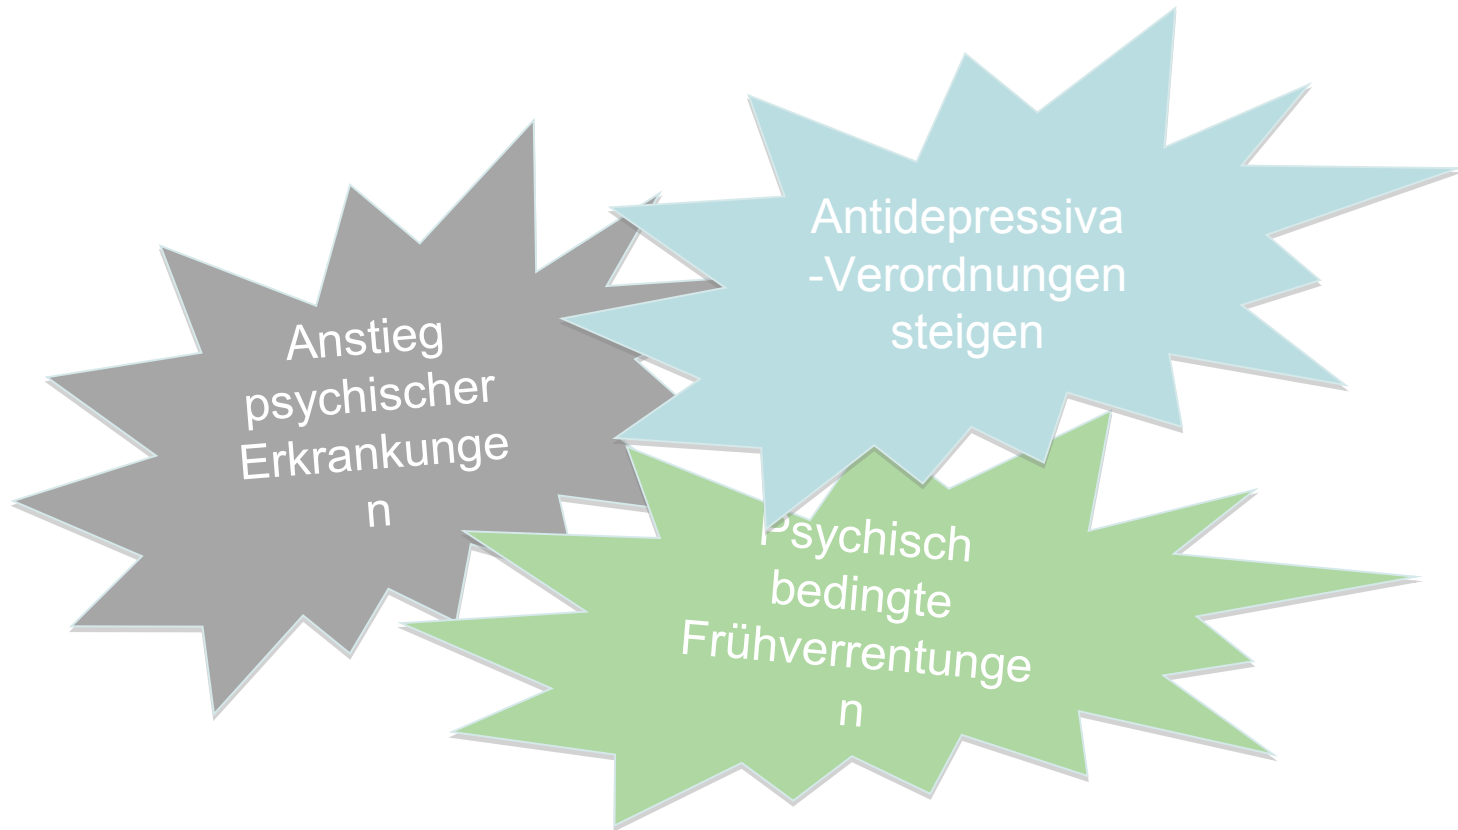 Antidepressiva
-Verordnungen
steigen
Anstieg
psychischer
Erkrankunge
n
Psychisch
bedingte
Frühverrentunge
n